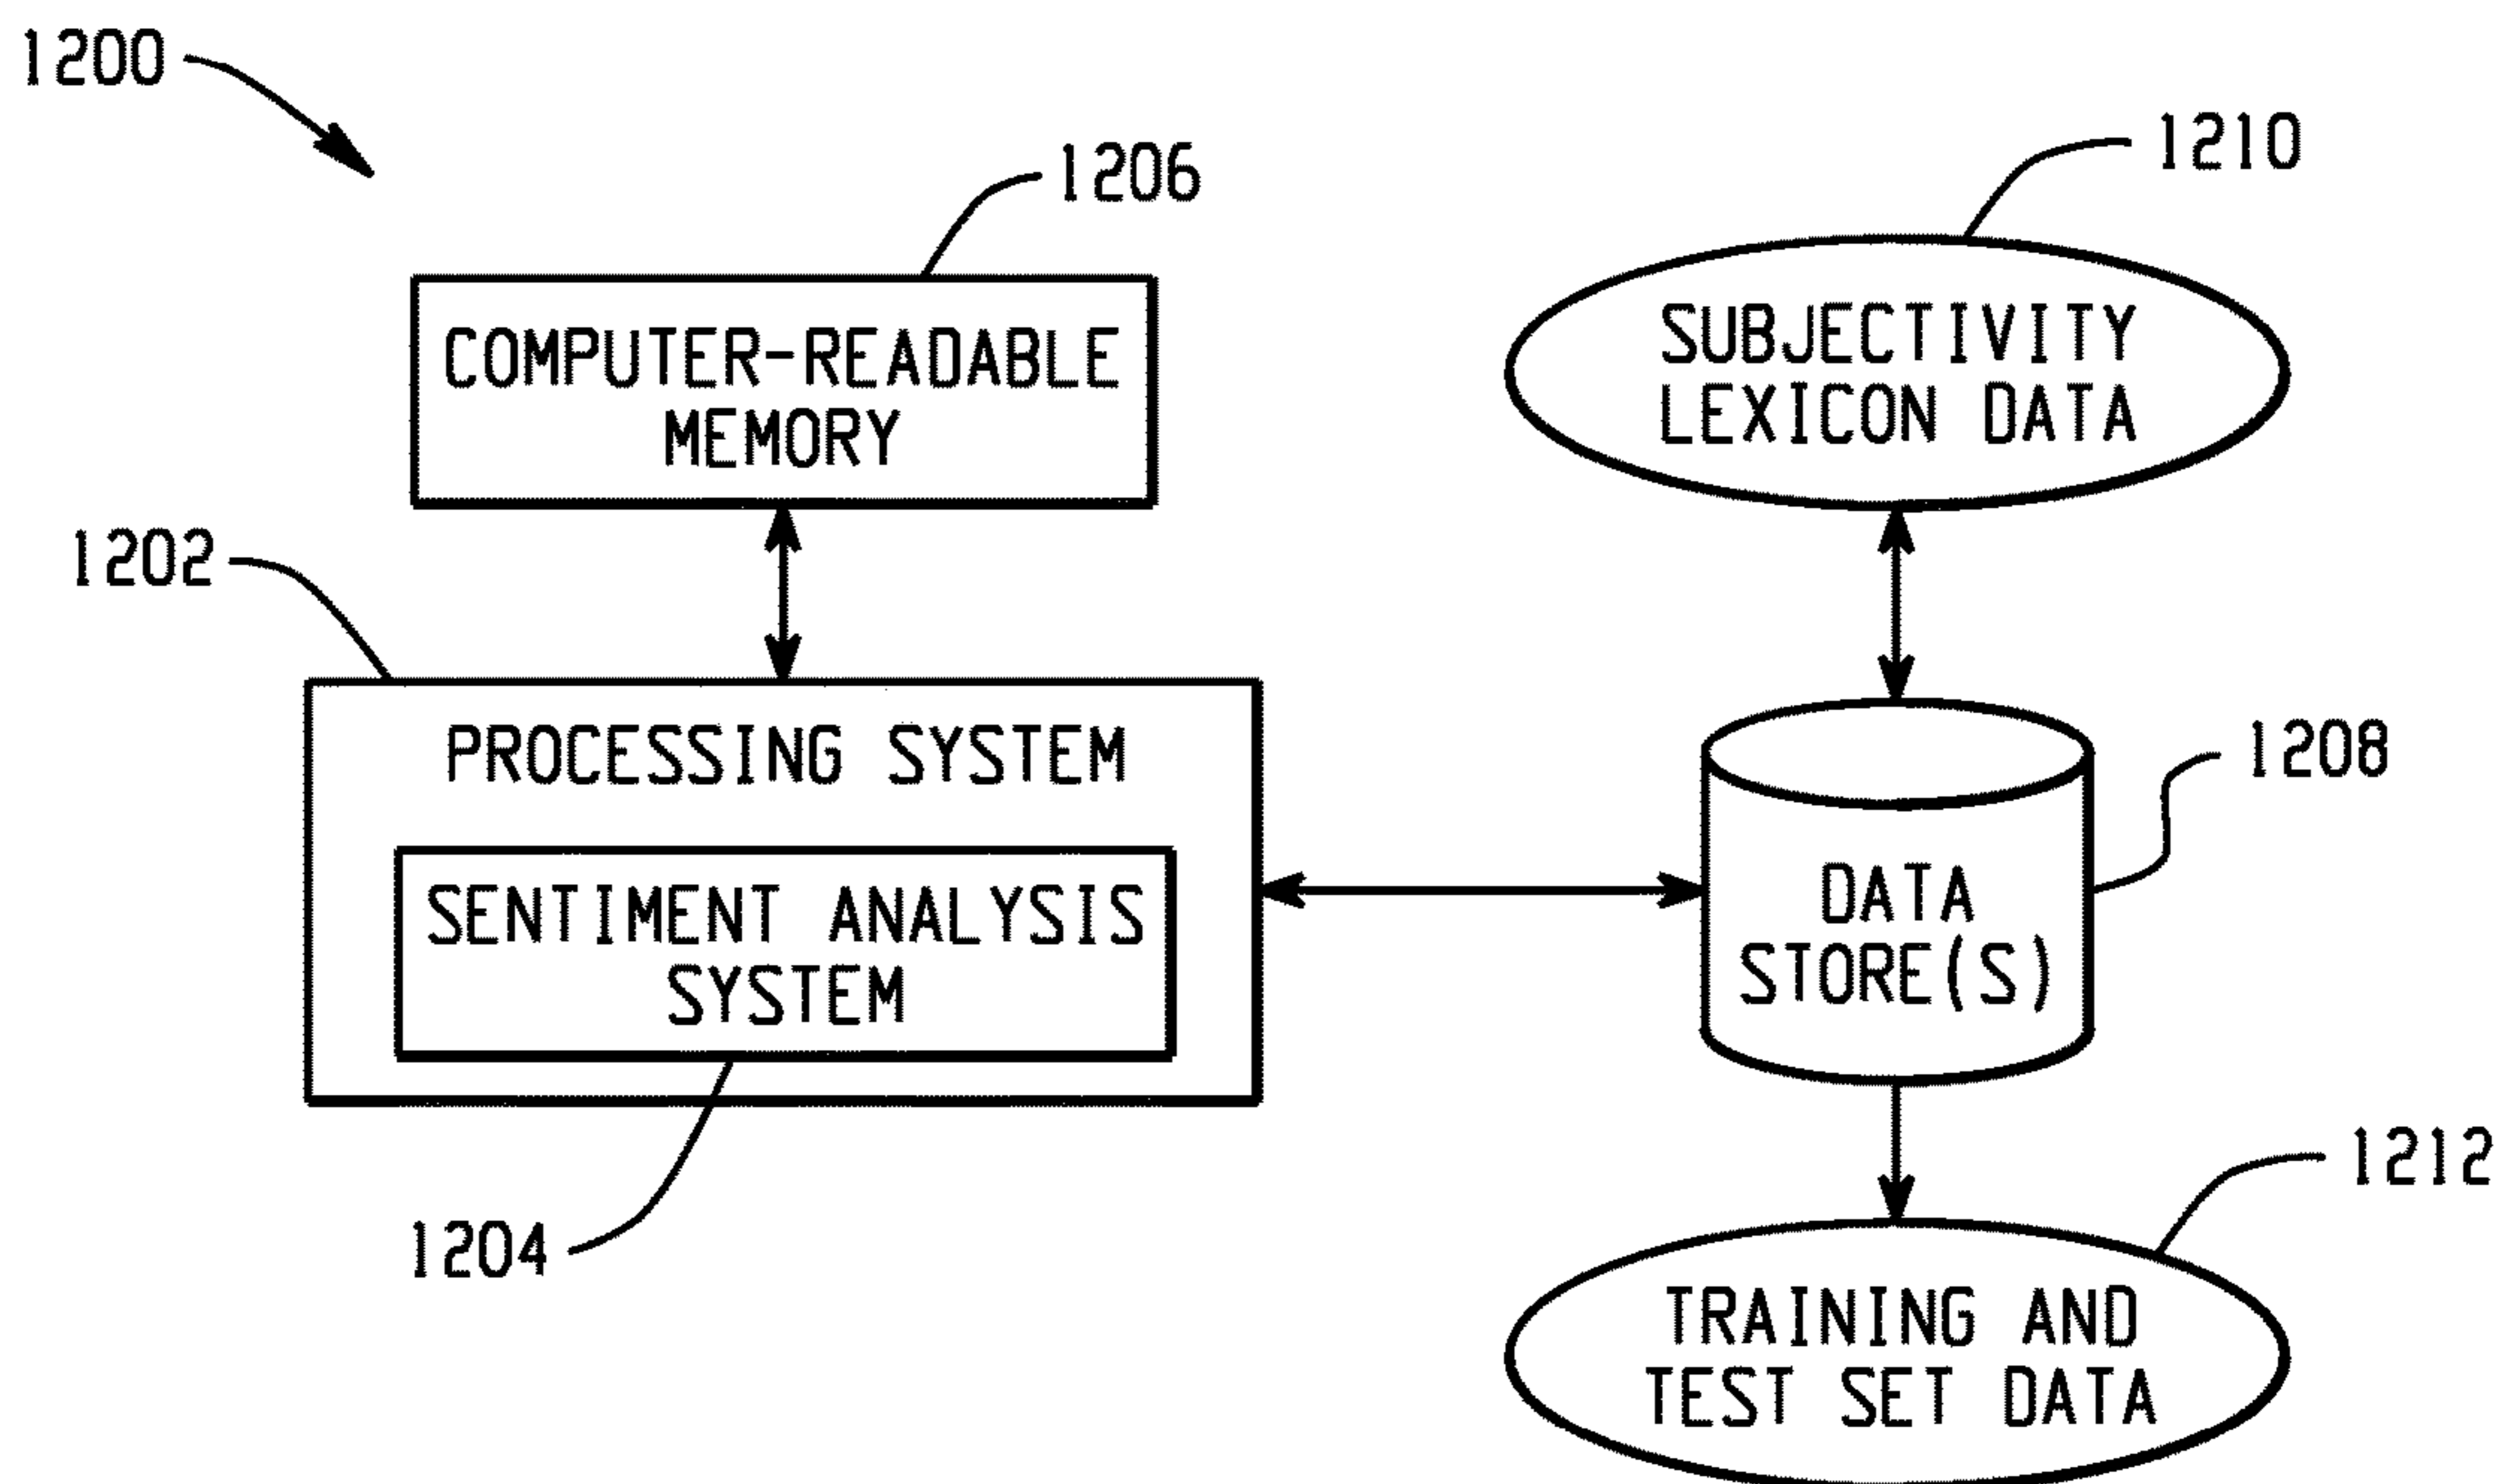 1200
1206
COMPUTER-READABLE
MEMORY
1202
PROCESSING SYSTEM
SENTIMENT ANALYSIS
SYSTEM
1204
1210
SUBJECTIVITY
LEXICON DATA
1208
DATA
STORE(S)
1212
TRAINING AND
TEST SET DATA